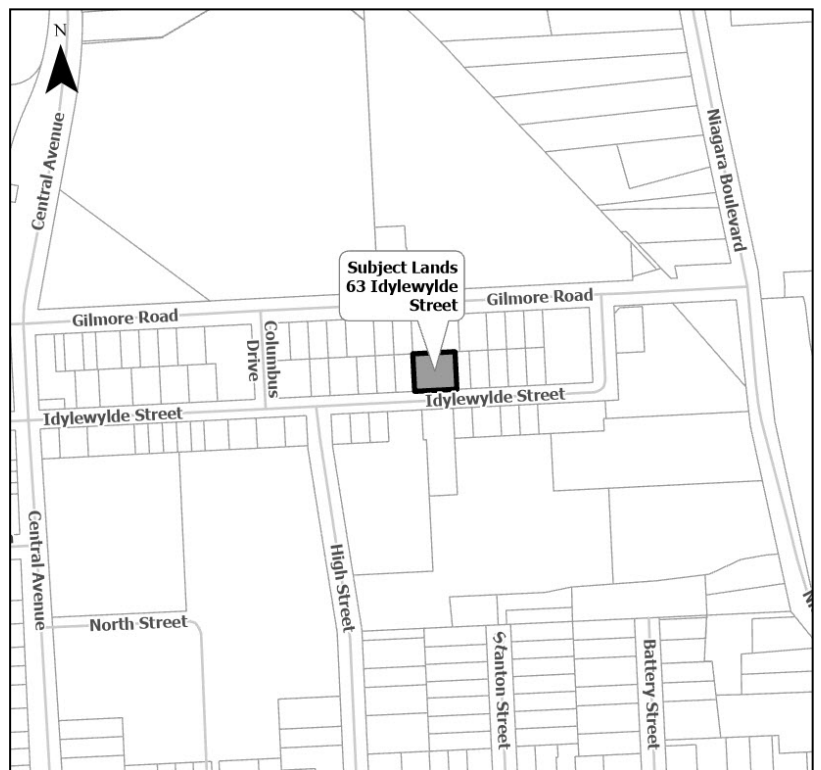 N
Central Avenue
Niagara Boulevard
Subject Lands
63 Idylewylde
Street
Gilmore Road
Gilmore Road
Columbus
Drive
Idylewylde Street
Idylewylde Street
Central Avenue
High Street
North Street
Stanton Street
Battery Street